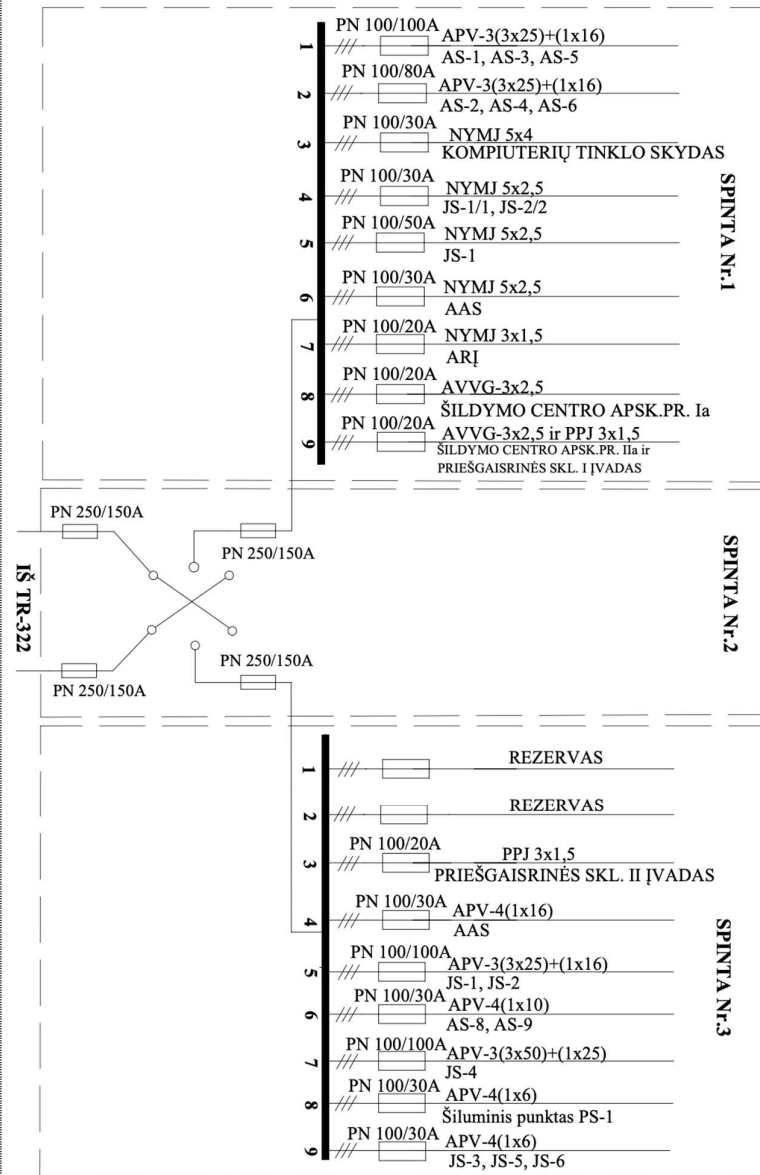 SPINTA Nr.1
1
PN 100/100A
APV-3(3x25)+(1x16)
AS-1, AS-3, AS-5
2
PN 100/80A
APV-3(3x25)+(1x16)
AS-2, AS-4, AS-6
3
PN 100/30A
NYMJ 5x4
KOMPIUTERIŲ TINKLO SKYDAS
4
PN 100/30A
NYMJ 5x2,5
JS-1/1, JS-2/2
5
PN 100/50A
NYMJ 5x2,5
JS-1
6
PN 100/30A
NYMJ 5x2,5
AAS
7
PN 100/20A
NYMJ 3x1,5
ARĮ
8
PN 100/20A
AVVG-3x2,5
ŠILDYMO CENTRO APSK.PR. Ia
9
PN 100/20A
AVVG-3x2,5 ir PPJ 3x1,5
ŠILDYMO CENTRO APSK.PR. IIa ir
PRIEŠGAISRINĖS SKL. I ĮVADAS
SPINTA Nr.2
IŠ TR-322
PN 250/150A
PN 250/150A
PN 250/150A
PN 250/150A
SPINTA Nr.3
1
REZERVAS
2
REZERVAS
3
PN 100/20A
PPJ 3x1,5
PRIEŠGAISRINĖS SKL. II ĮVADAS
4
PN 100/30A
APV-4(1x16)
AAS
5
PN 100/100A
APV-3(3x25)+(1x16)
JS-1, JS-2
6
PN 100/30A
APV-4(1x10)
AS-8, AS-9
7
PN 100/100A
APV-3(3x50)+(1x25)
JS-4
8
PN 100/30A
APV-4(1x6)
Šiluminis punktas PS-1
9
PN 100/30A
APV-4(1x6)
JS-3, JS-5, JS-6